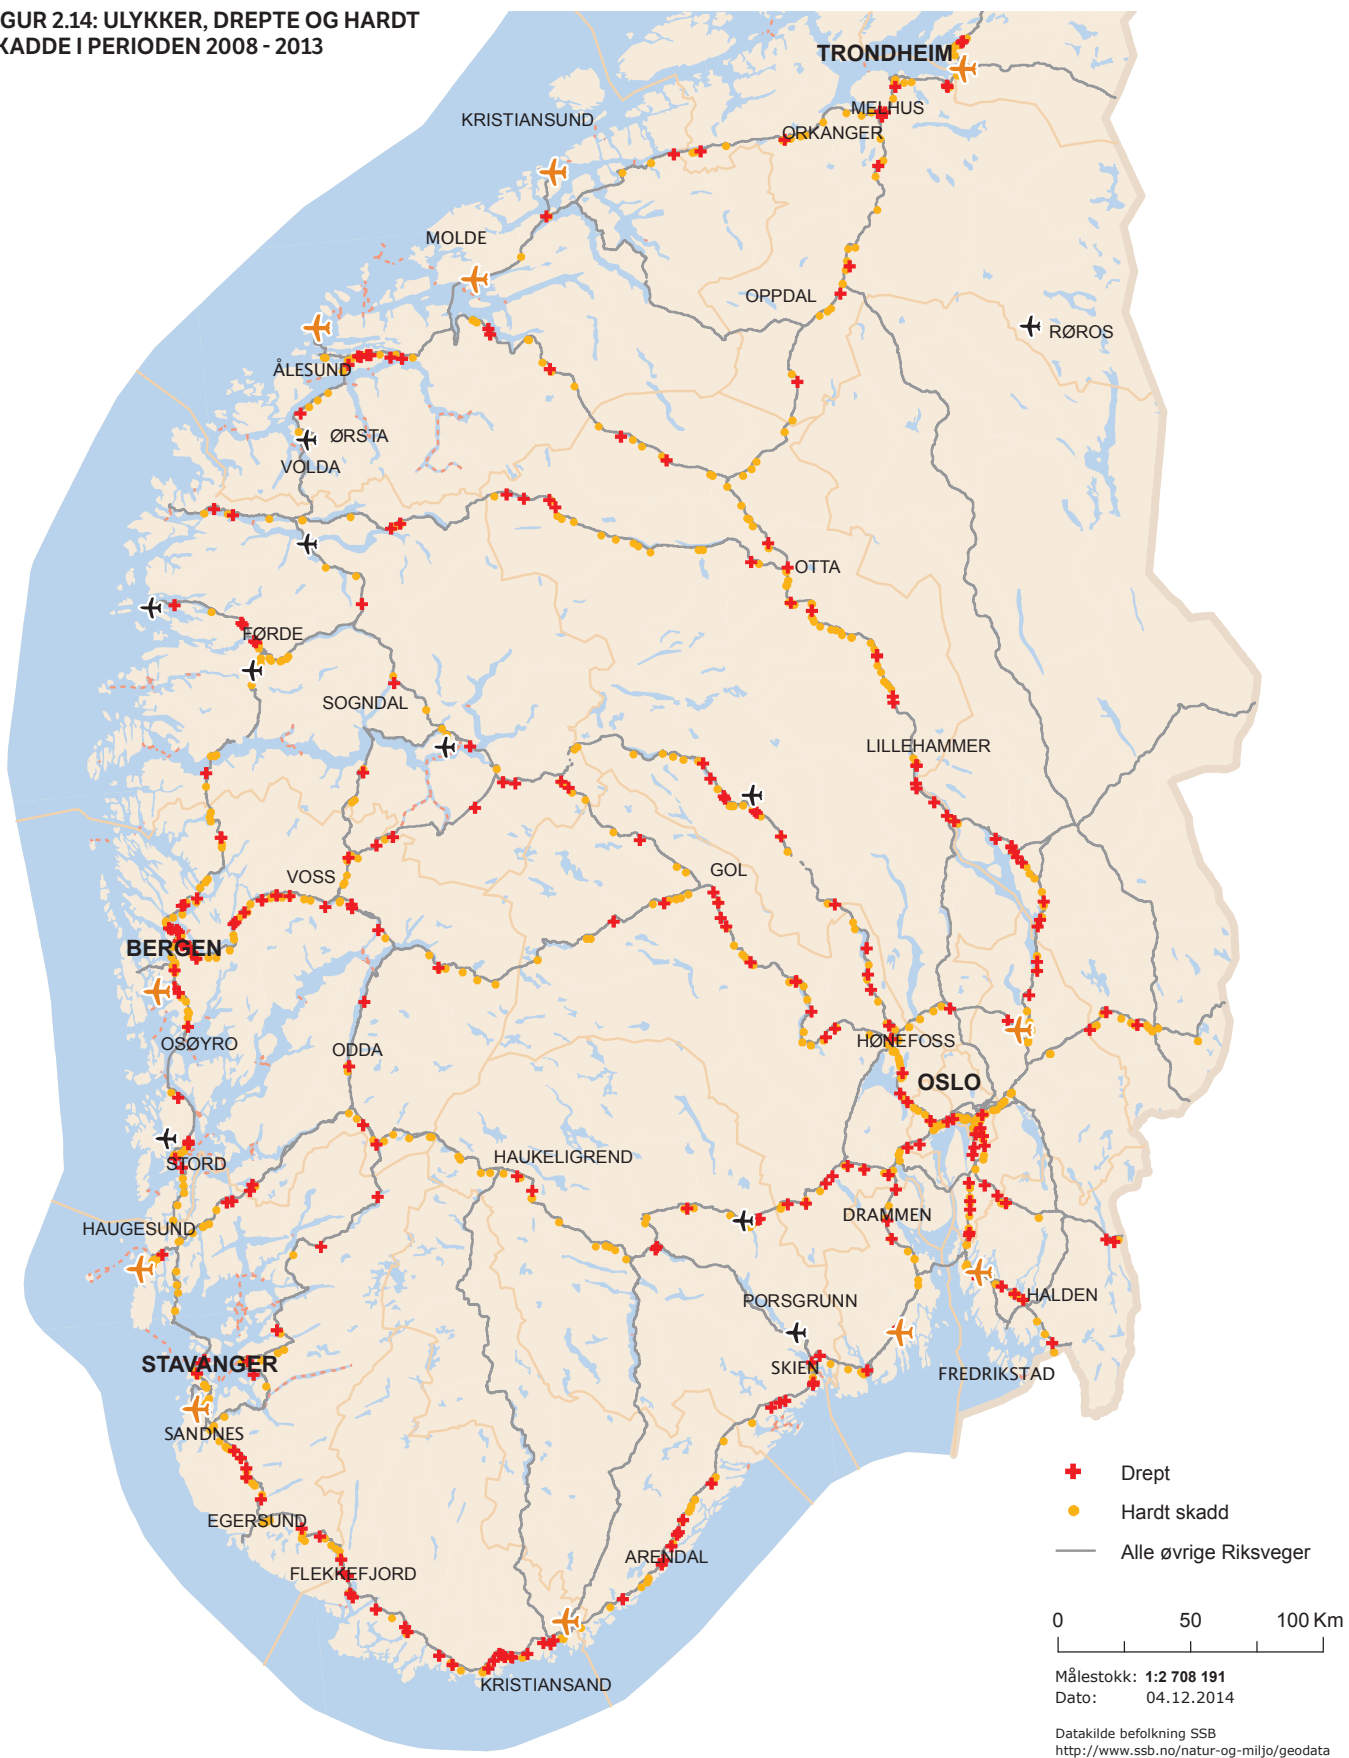 GUR 2.14: ULYKKER, DREPTE OG HARDT
KADDE I PERIODEN 2008 - 2013
TRONDHEIM
MELHUS
KRISTIANSUND
ORKANGER
MOLDE
OPPDAL
RØROS
ÅLESUND
ØRSTA
VOLDA
OTTA
FØRDE
SOGNDAL
LILLEHAMMER
GOL
VOSS
BERGEN
OSØYRO
HØNEFOSS
ODDA
OSLO
HAUKELIGREND
STORD
DRAMMEN
HAUGESUND
HALDEN
PORSGRUNN
STAVANGER
SKIEN
FREDRIKSTAD
SANDNES
Drept
Hardt skadd
EGERSUND
Alle øvrige Riksveger
ARENDAL
FLEKKEFJORD
0 50 100 Km
KRISTIANSAND
Målestokk: 1:2 708 191
Dato: 04.12.2014
Datakilde befolkning SSB
http://www.ssb.no/natur-og-miljo/geodata